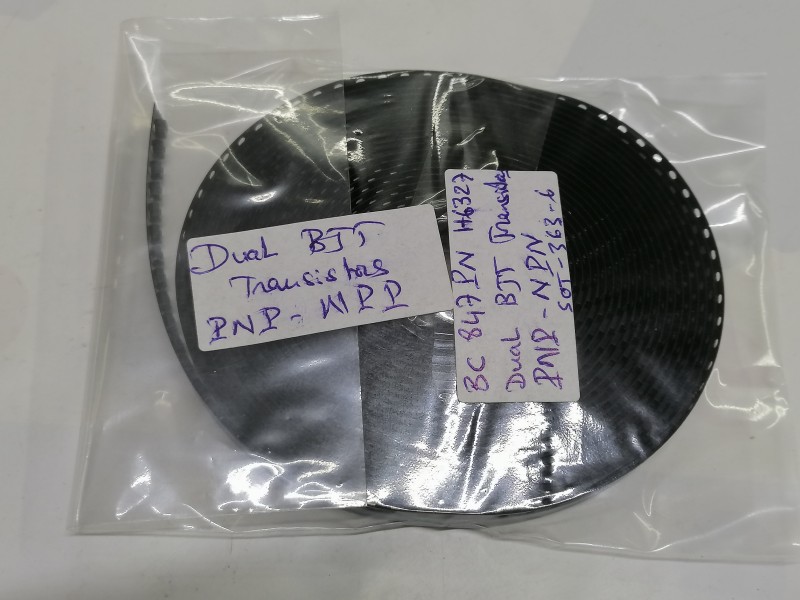 Dual BJT
Transistors
PNP - NPP
BC 847PN H6327
Dual BJT Transistor
PNP - NPN
SOT-363-6